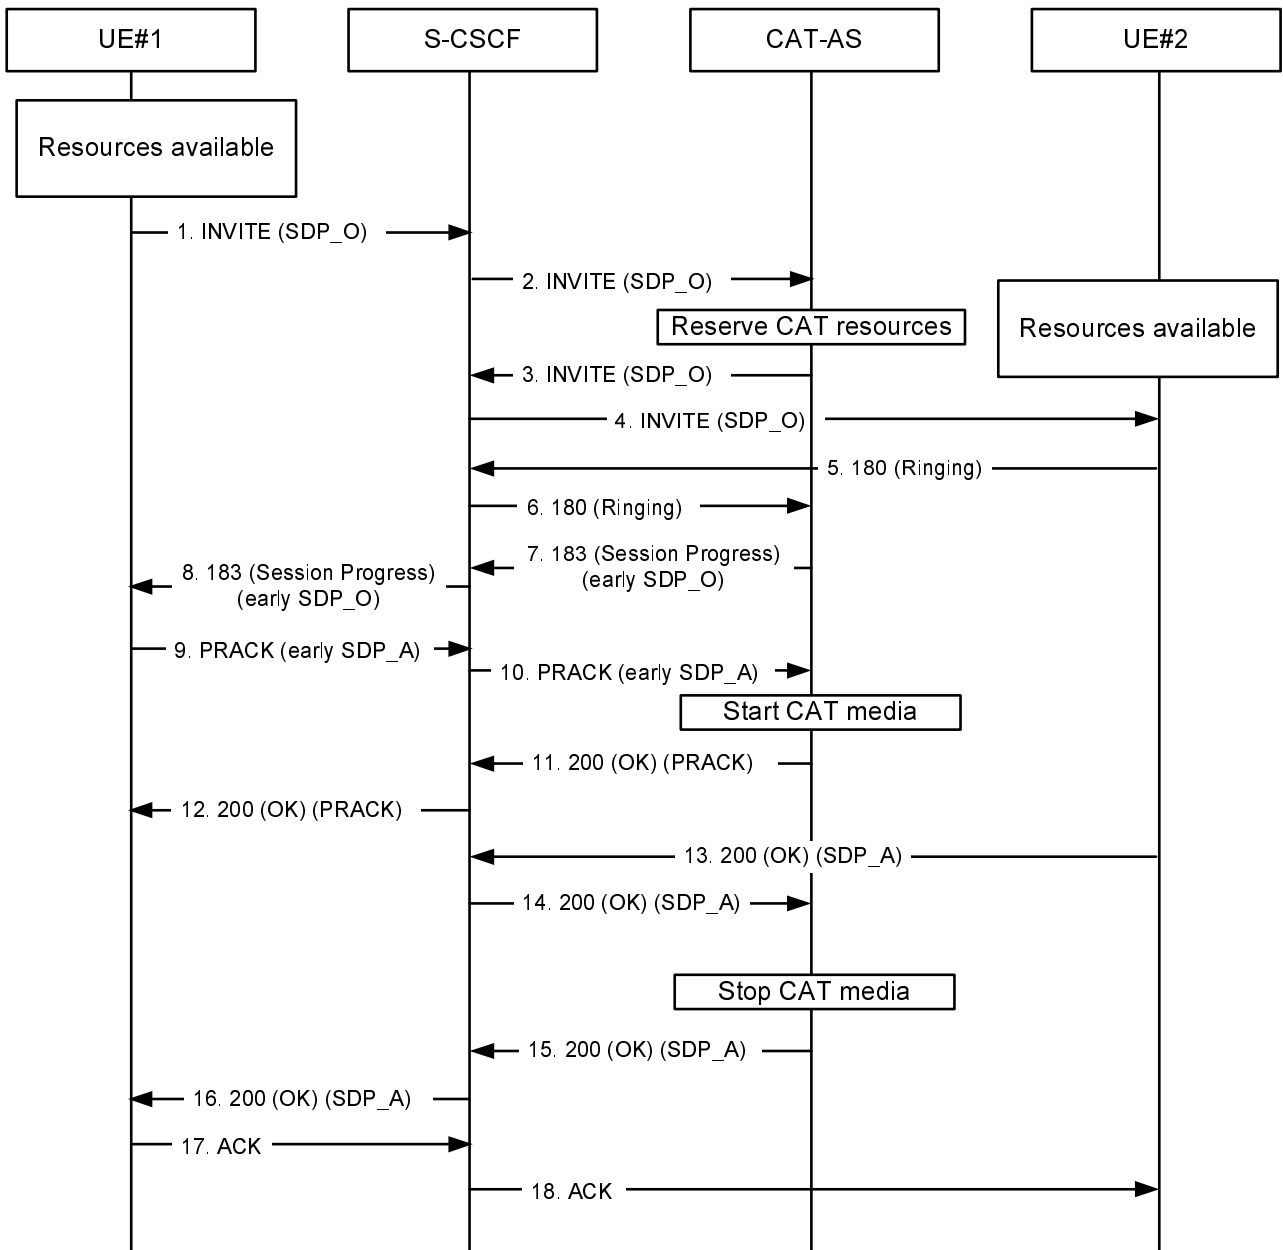 UE#1
S-CSCF
CAT-AS
UE#2
Resources available
1. INVITE (SDP_O)
2. INVITE (SDP_O)
Reserve CAT resources
Resources available
3. INVITE (SDP_O)
4. INVITE (SDP_O)
5. 180 (Ringing)
6. 180 (Ringing)
7. 183 (Session Progress)
(early SDP_O)
8. 183 (Session Progress)
(early SDP_O)
9. PRACK (early SDP_A)
10. PRACK (early SDP_A)
Start CAT media
11. 200 (OK) (PRACK)
12. 200 (OK) (PRACK)
13. 200 (OK) (SDP_A)
14. 200 (OK) (SDP_A)
Stop CAT media
15. 200 (OK) (SDP_A)
16. 200 (OK) (SDP_A)
17. ACK
18. ACK